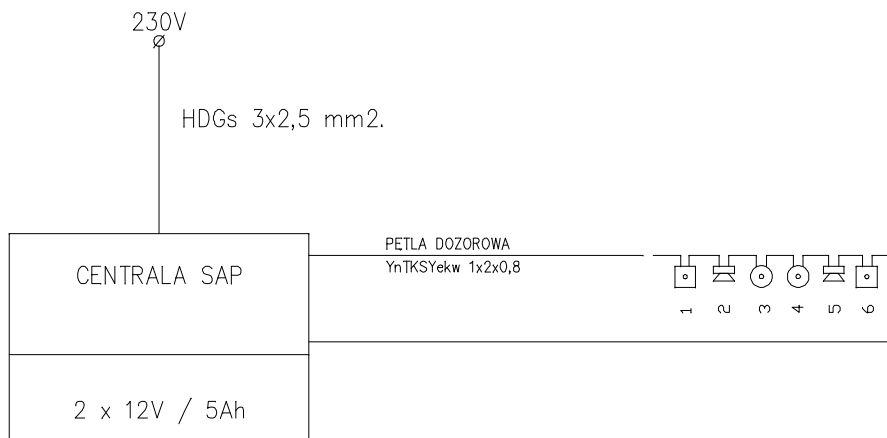 230V
HDGs 3x2,5 mm2.
PĘTLA DOZOROWA
YnTKSYekw 1x2x0,8
CENTRALA SAP
1 2 3 4 5 6
2 x 12V / 5Ah